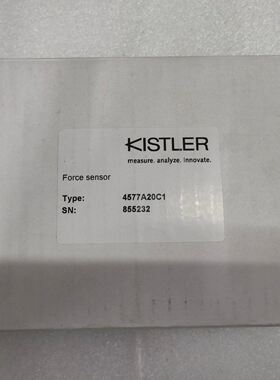 KISTLER
measure. analyze. innovate.
Force sensor
Type: 4577A20C1
SN: 855232